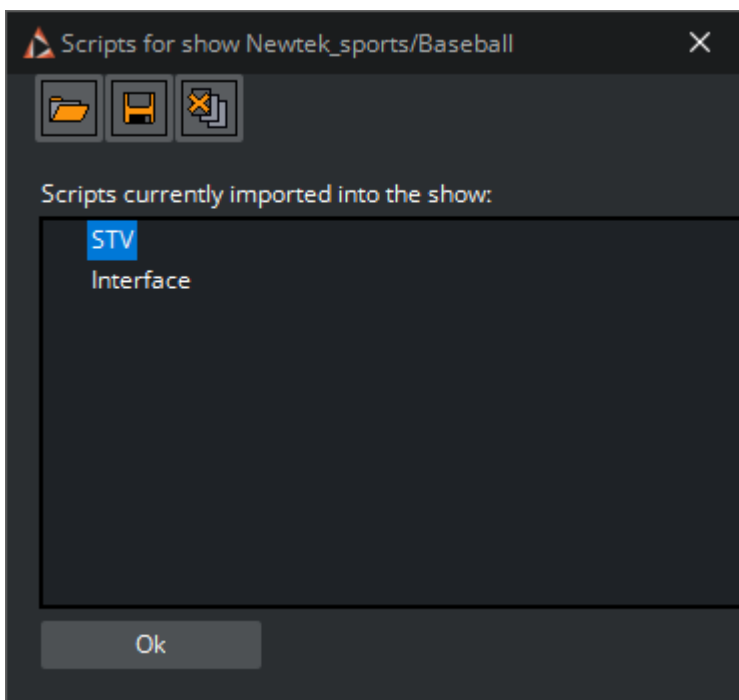 Scripts for show Newtek_sports/Baseball
Scripts currently imported into the show:
STV
Interface
Ok